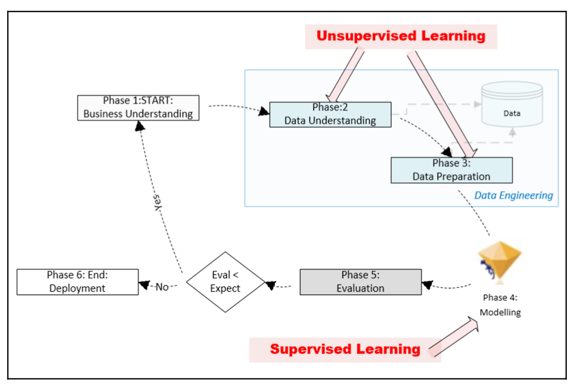 Unsupervised Learning
Phase 1:START:
Business Understanding
Phase:2
Data Understanding
Data
Phase 3:
Data Preparation
Data Engineering
Yes
Phase 6: End:
Deployment
No
Eval <
Expect
Phase 5:
Evaluation
Phase 4:
Modelling
Supervised Learning